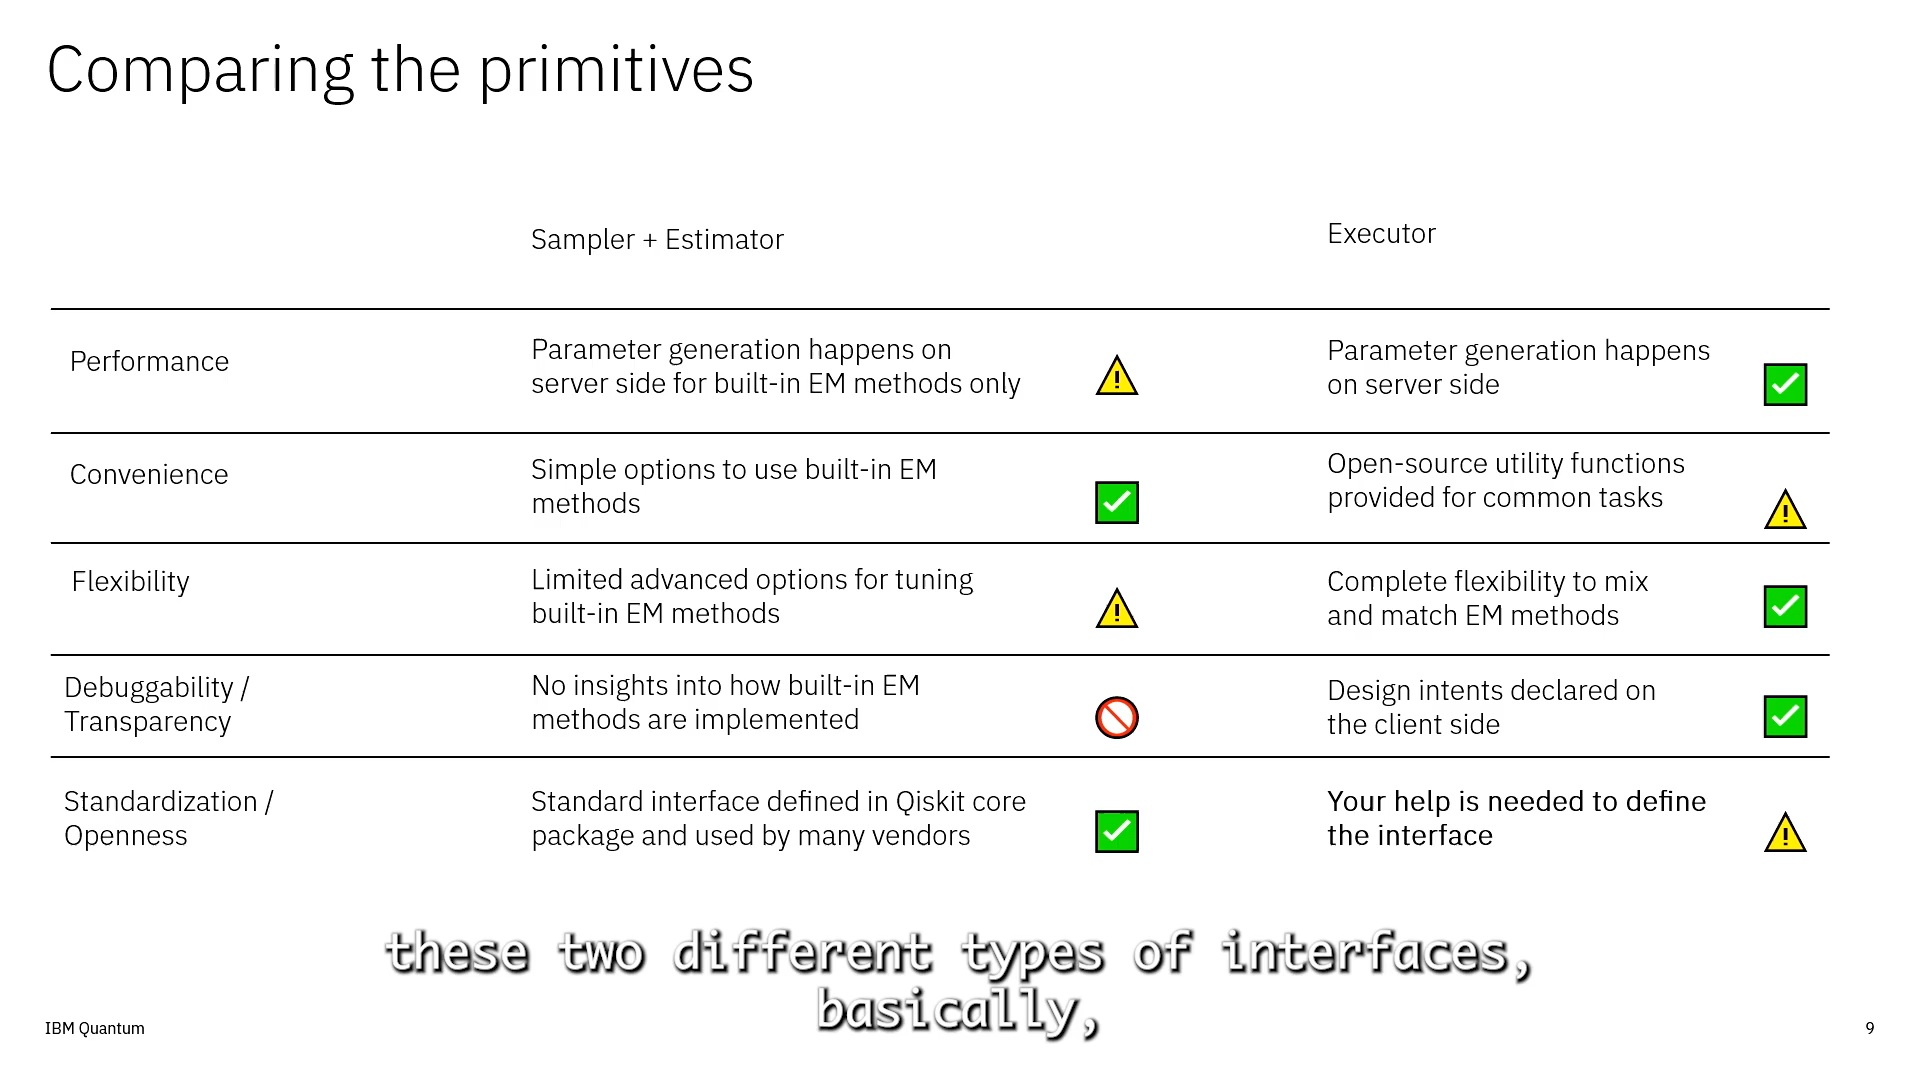 Comparing the primitives
Sampler + Estimator
Executor
Performance
Parameter generation happens on
server side for built-in EM methods only
Parameter generation happens
on server side
Convenience
Simple options to use built-in EM
methods
Open-source utility functions
provided for common tasks
Flexibility
Limited advanced options for tuning
built-in EM methods
Complete flexibility to mix
and match EM methods
Debuggability /
Transparency
No insights into how built-in EM
methods are implemented
Design intents declared on
the client side
Standardization /
Openness
Standard interface defined in Qiskit core
package and used by many vendors
Your help is needed to define
the interface
these two different types of interfaces,
basically,
IBM Quantum
9